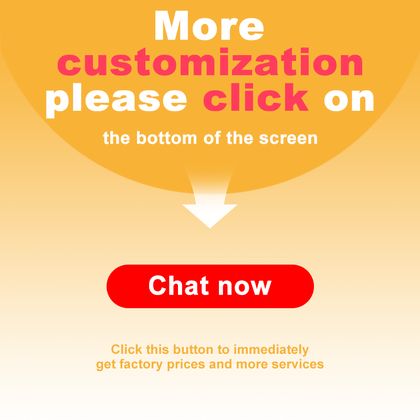 More
customization
please click on
the bottom of the screen
Chat now
Click this button to immediately
get factory prices and more services